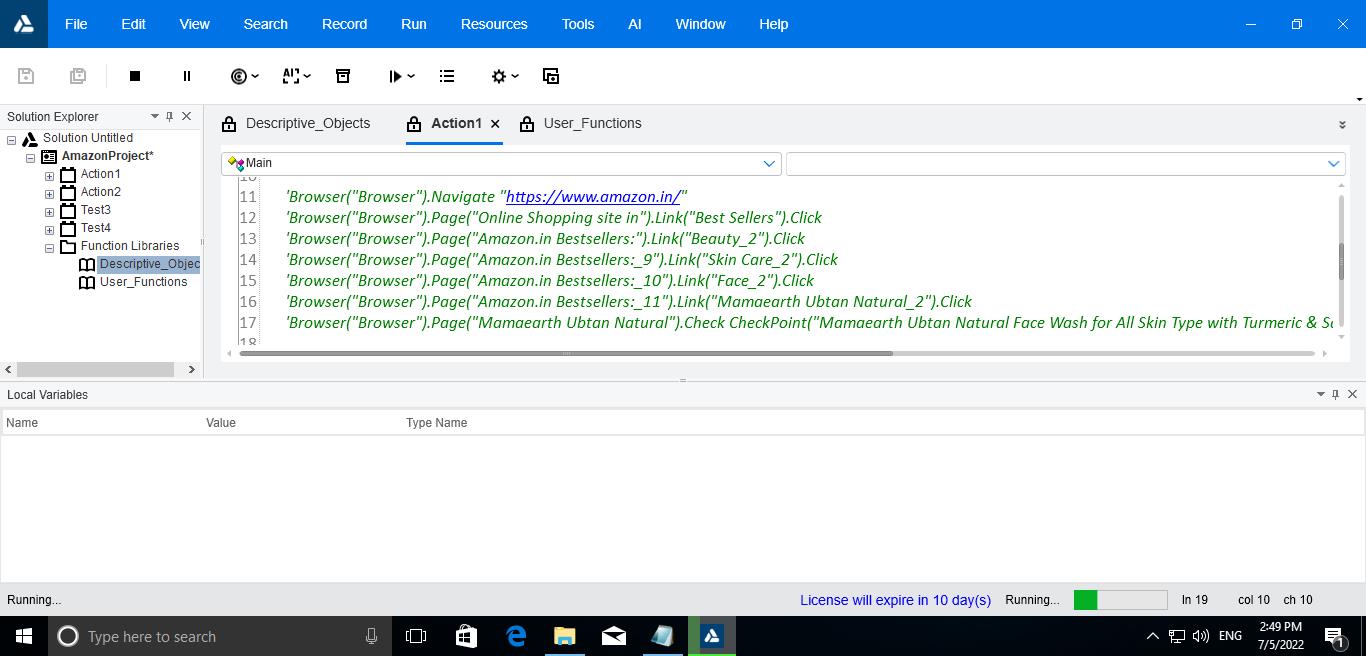 File Edit View Search Record Run Resources Tools AI Window Help
Solution Explorer
Solution Untitled
AmazonProject*
Action1
Action2
Test3
Test4
Function Libraries
Descriptive_Objec
User_Functions
Descriptive_Objects Action1 User_Functions
Main
10
11 'Browser("Browser").Navigate "https://www.amazon.in/"
12 'Browser("Browser").Page("Online Shopping site in").Link("Best Sellers").Click
13 'Browser("Browser").Page("Amazon.in Bestsellers:").Link("Beauty_2").Click
14 'Browser("Browser").Page("Amazon.in Bestsellers:_9").Link("Skin Care_2").Click
15 'Browser("Browser").Page("Amazon.in Bestsellers:_10").Link("Face_2").Click
16 'Browser("Browser").Page("Amazon.in Bestsellers:_11").Link("Mamaearth Ubtan Natural_2").Click
17 'Browser("Browser").Page("Mamaearth Ubtan Natural").Check CheckPoint("Mamaearth Ubtan Natural Face Wash for All Skin Type with Turmeric &
18
Local Variables
Name Value Type Name
Running... License will expire in 10 day(s) Running... ln 19 col 10 ch 10
Type here to search
ENG
2:49 PM
7/5/2022
1